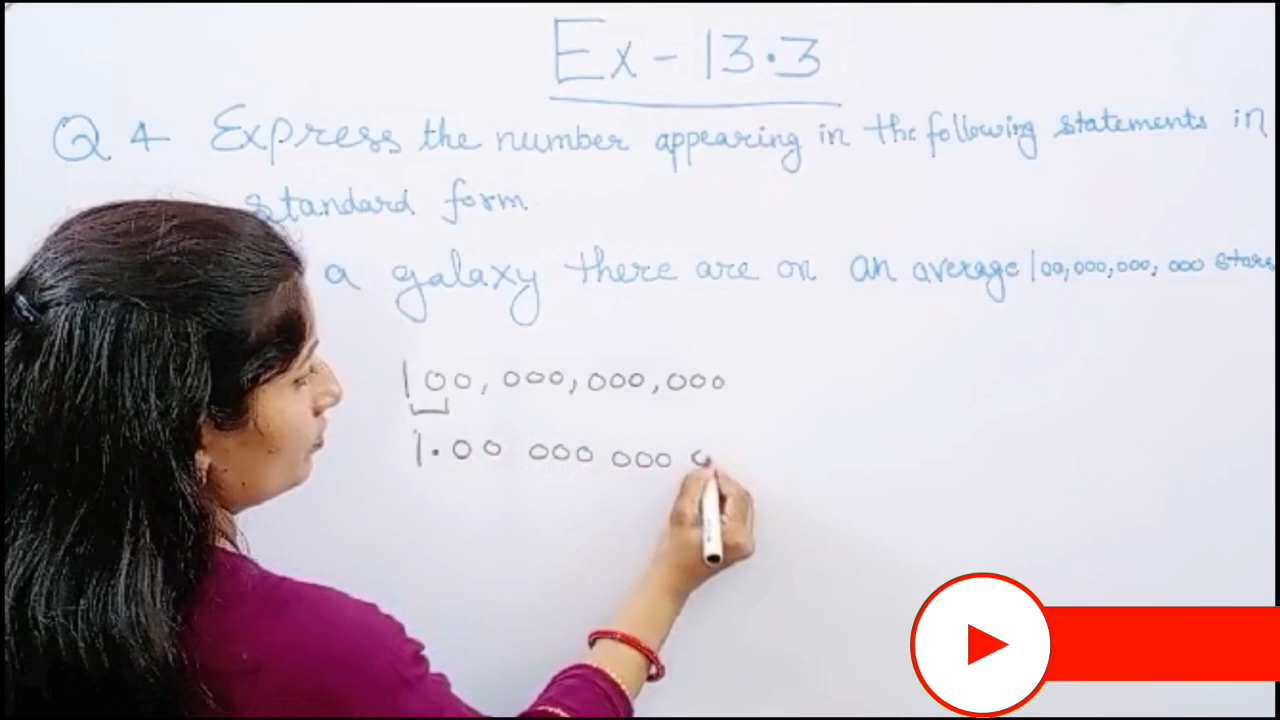 Ex - 13.3
Q 4 Express the number appearing in the following statements in
standard form
a galaxy there are on an average 100,000,000,000 stars
100,000,000,000
1.00 000 000 0